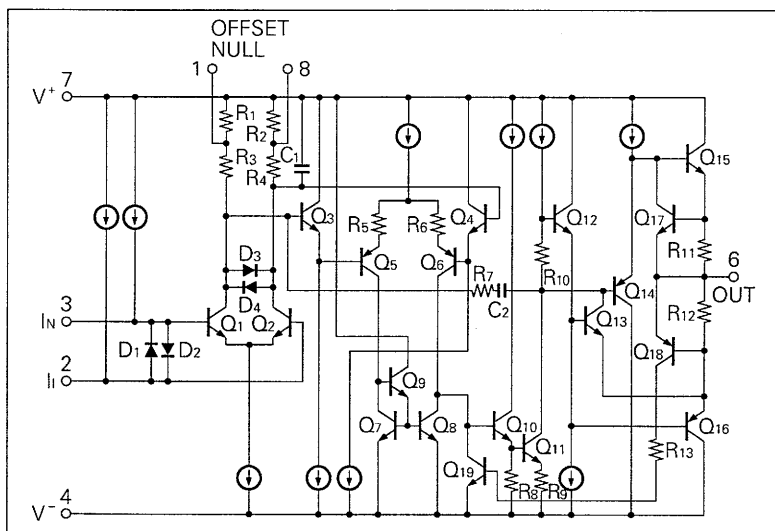 OFFSET
NULL
1 8
7
V+
R1
R2
R3
C1
R4
Q3
R5
R6
Q4
Q5
Q6
R7
C2
R10
Q12
Q13
Q14
Q15
Q17
R11
6
OUT
R12
Q18
D3
D4
3
IN
Q1
Q2
D1
D2
2
II
Q9
Q7
Q8
Q10
Q11
Q19
R8
R9
R13
Q16
4
V-